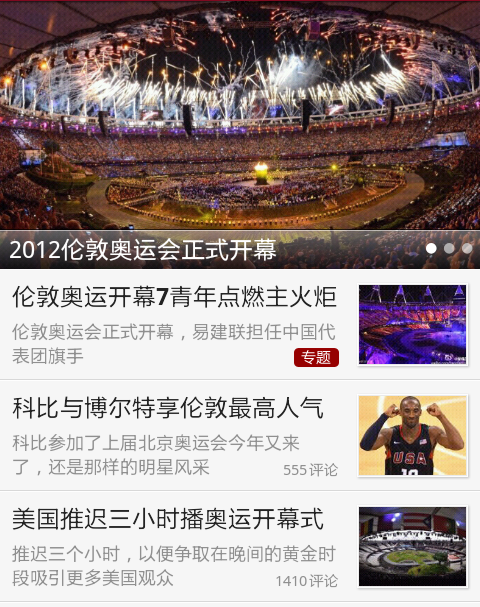 2012伦敦奥运会正式开幕
伦敦奥运开幕7青年点燃主火炬
伦敦奥运会正式开幕，易建联担任中国代
表团旗手
专题
科比与博尔特享伦敦最高人气
科比参加了上届北京奥运会今年又来
了，还是那样的明星风采
555评论
USA
10
美国推迟三小时播奥运开幕式
推迟三个小时，以便争取在晚间的黄金时
段吸引更多美国观众
1410评论